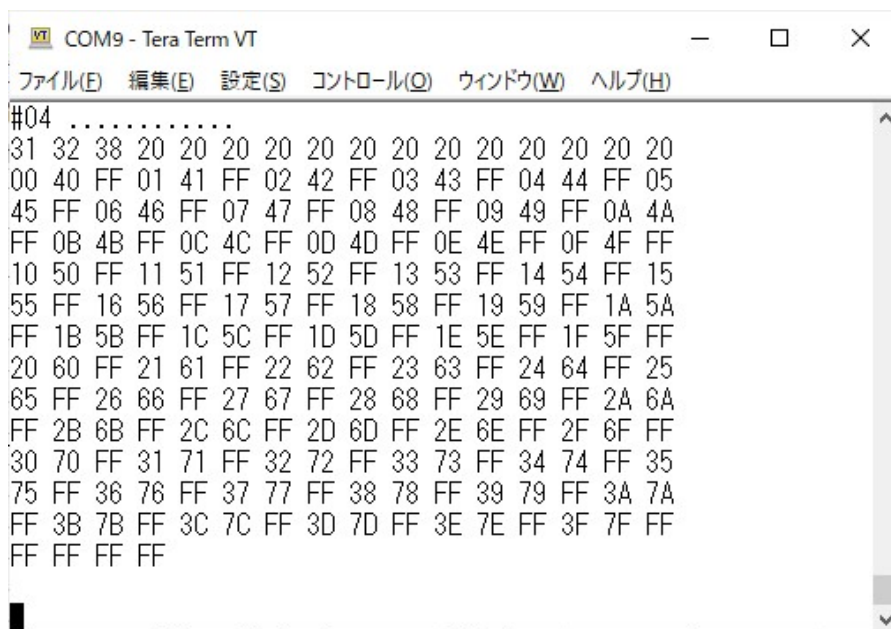 COM9 - Tera Term VT
ファイル(F) 編集(E) 設定(S) コントロール(O) ウィンドウ(W) ヘルプ(H)
#04 ............
31 32 38 20 20 20 20 20 20 20 20 20 20 20 20 20
00 40 FF 01 41 FF 02 42 FF 03 43 FF 04 44 FF 05
45 FF 06 46 FF 07 47 FF 08 48 FF 09 49 FF 0A 4A
FF 0B 4B FF 0C 4C FF 0D 4D FF 0E 4E FF 0F 4F FF
10 50 FF 11 51 FF 12 52 FF 13 53 FF 14 54 FF 15
55 FF 16 56 FF 17 57 FF 18 58 FF 19 59 FF 1A 5A
FF 1B 5B FF 1C 5C FF 1D 5D FF 1E 5E FF 1F 5F FF
20 60 FF 21 61 FF 22 62 FF 23 63 FF 24 64 FF 25
65 FF 26 66 FF 27 67 FF 28 68 FF 29 69 FF 2A 6A
FF 2B 6B FF 2C 6C FF 2D 6D FF 2E 6E FF 2F 6F FF
30 70 FF 31 71 FF 32 72 FF 33 73 FF 34 74 FF 35
75 FF 36 76 FF 37 77 FF 38 78 FF 39 79 FF 3A 7A
FF 3B 7B FF 3C 7C FF 3D 7D FF 3E 7E FF 3F 7F FF
FF FF FF FF